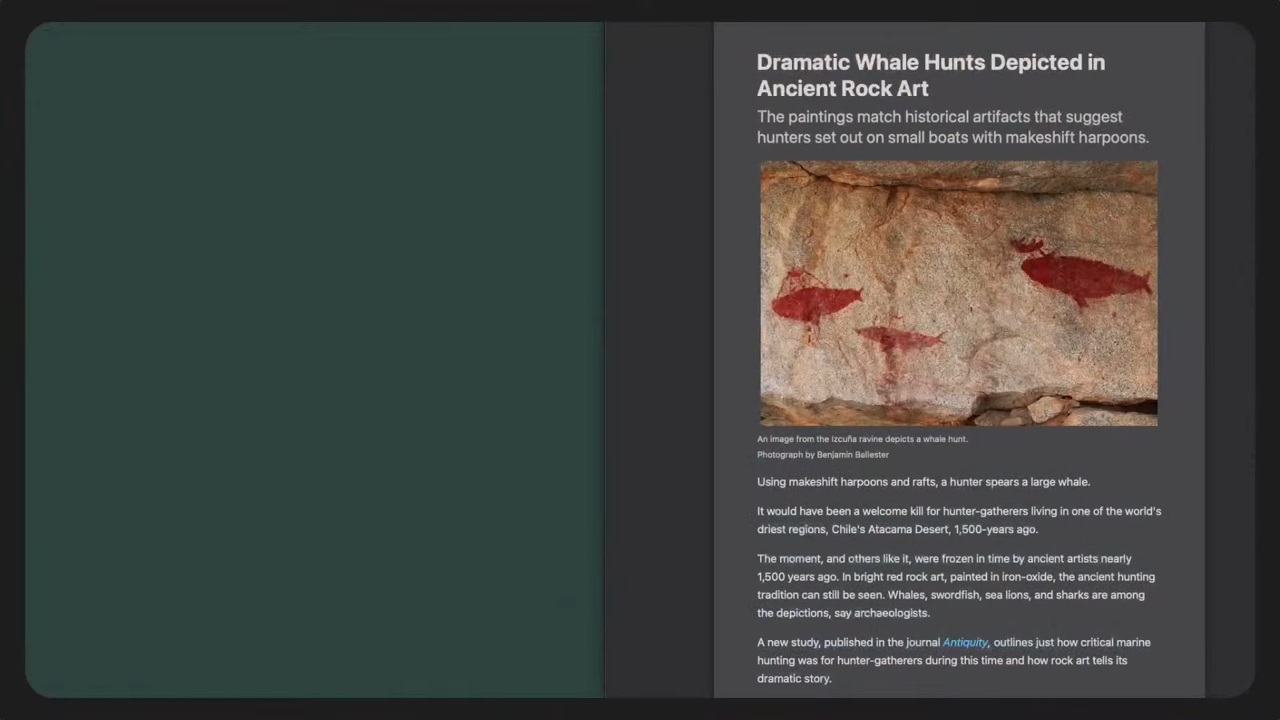 Dramatic Whale Hunts Depicted in
Ancient Rock Art
The paintings match historical artifacts that suggest
hunters set out on small boats with makeshift harpoons.
An image from the Izcuña ravine depicts a whale hunt.
Photograph by Benjamin Ballester
Using makeshift harpoons and rafts, a hunter spears a large whale.
It would have been a welcome kill for hunter-gatherers living in one of the world's
driest regions, Chile's Atacama Desert, 1,500-years ago.
The moment, and others like it, were frozen in time by ancient artists nearly
1,500 years ago. In bright red rock art, painted in iron-oxide, the ancient hunting
tradition can still be seen. Whales, swordfish, sea lions, and sharks are among
the depictions, say archaeologists.
A new study, published in the journal Antiquity, outlines just how critical marine
hunting was for hunter-gatherers during this time and how rock art tells its
dramatic story.